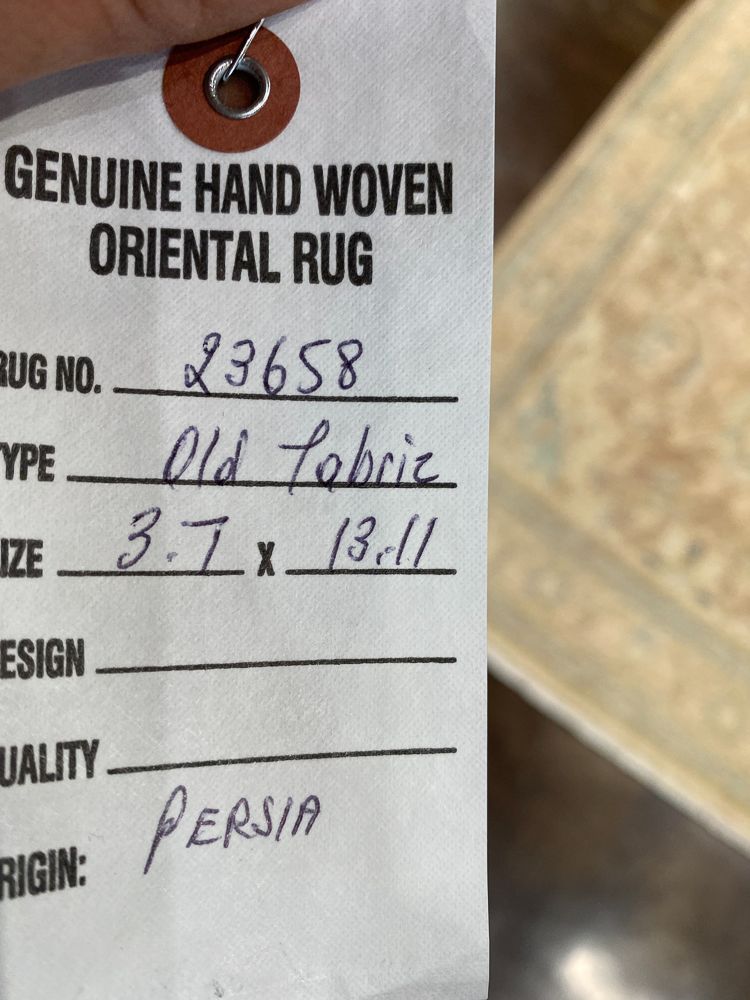 GENUINE HAND WOVEN
ORIENTAL RUG
RUG NO. 23658
YPE Old Tabriz
IZE 3.7 x 13.11
ESIGN
UALITY
RIGIN: PERSIA